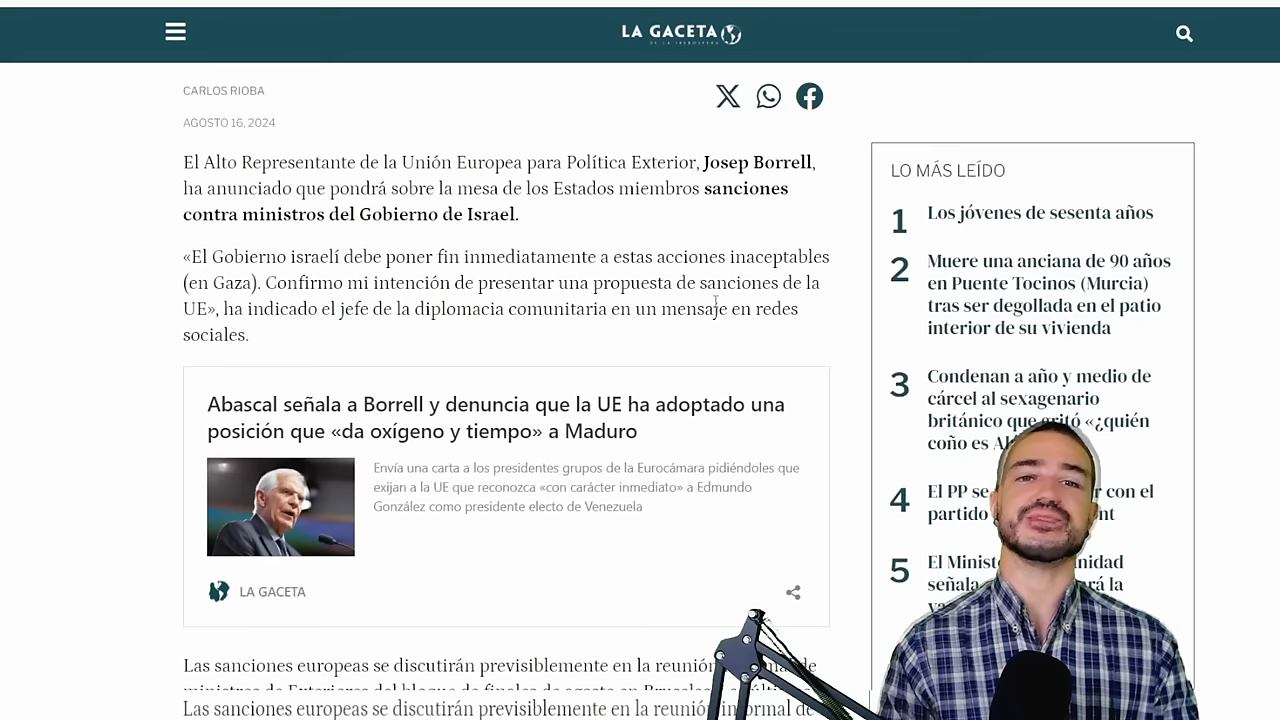 LA GACETA
CARLOS RIOBA
AGOSTO 16, 2024
El Alto Representante de la Unión Europea para Política Exterior, Josep Borrell,
ha anunciado que pondrá sobre la mesa de los Estados miembros sanciones
contra ministros del Gobierno de Israel.
«El Gobierno israelí debe poner fin inmediatamente a estas acciones inaceptables
(en Gaza). Confirmo mi intención de presentar una propuesta de sanciones de la
UE», ha indicado el jefe de la diplomacia comunitaria en un mensaje en redes
sociales.
Abascal señala a Borrell y denuncia que la UE ha adoptado una
posición que «da oxígeno y tiempo» a Maduro
Envía una carta a los presidentes grupos de la Eurocámara pidiéndoles que
exijan a la UE que reconozca «con carácter inmediato» a Edmundo
González como presidente electo de Venezuela
LA GACETA
Las sanciones europeas se discutirán previsiblemente en la reunión de
ministros de Exteriores del bloque de finales de agosto en
Las sanciones europeas se discutirán previsiblemente en la reunión informal de
LO MÁS LEÍDO
1 Los jóvenes de sesenta años
2 Muere una anciana de 90 años
en Puente Tocinos (Murcia)
tras ser degollada en el patio
interior de su vivienda
3 Condenan a año y medio de
cárcel al sexagenario
británico que gritó «¿quién
coño es
4 El PP se con el
partido
5 El
señala la